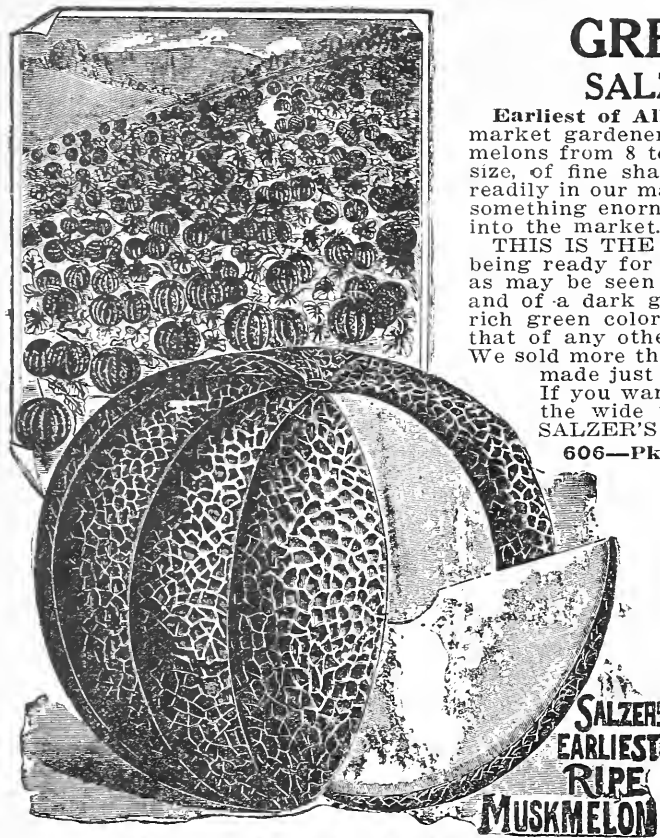 GRE
SALZ
Earliest of Al
market gardener
melons from 8 to
size, of fine sha
readily in our ma
something enorn
into the market.
THIS IS THE
being ready for
as may be seen
and of a dark g
rich green color
that of any othe
We sold more th
made just
If you wan
the wide
SALZER'S
606—Pk
SALZERS
EARLIEST
RIPE
MUSKMELON